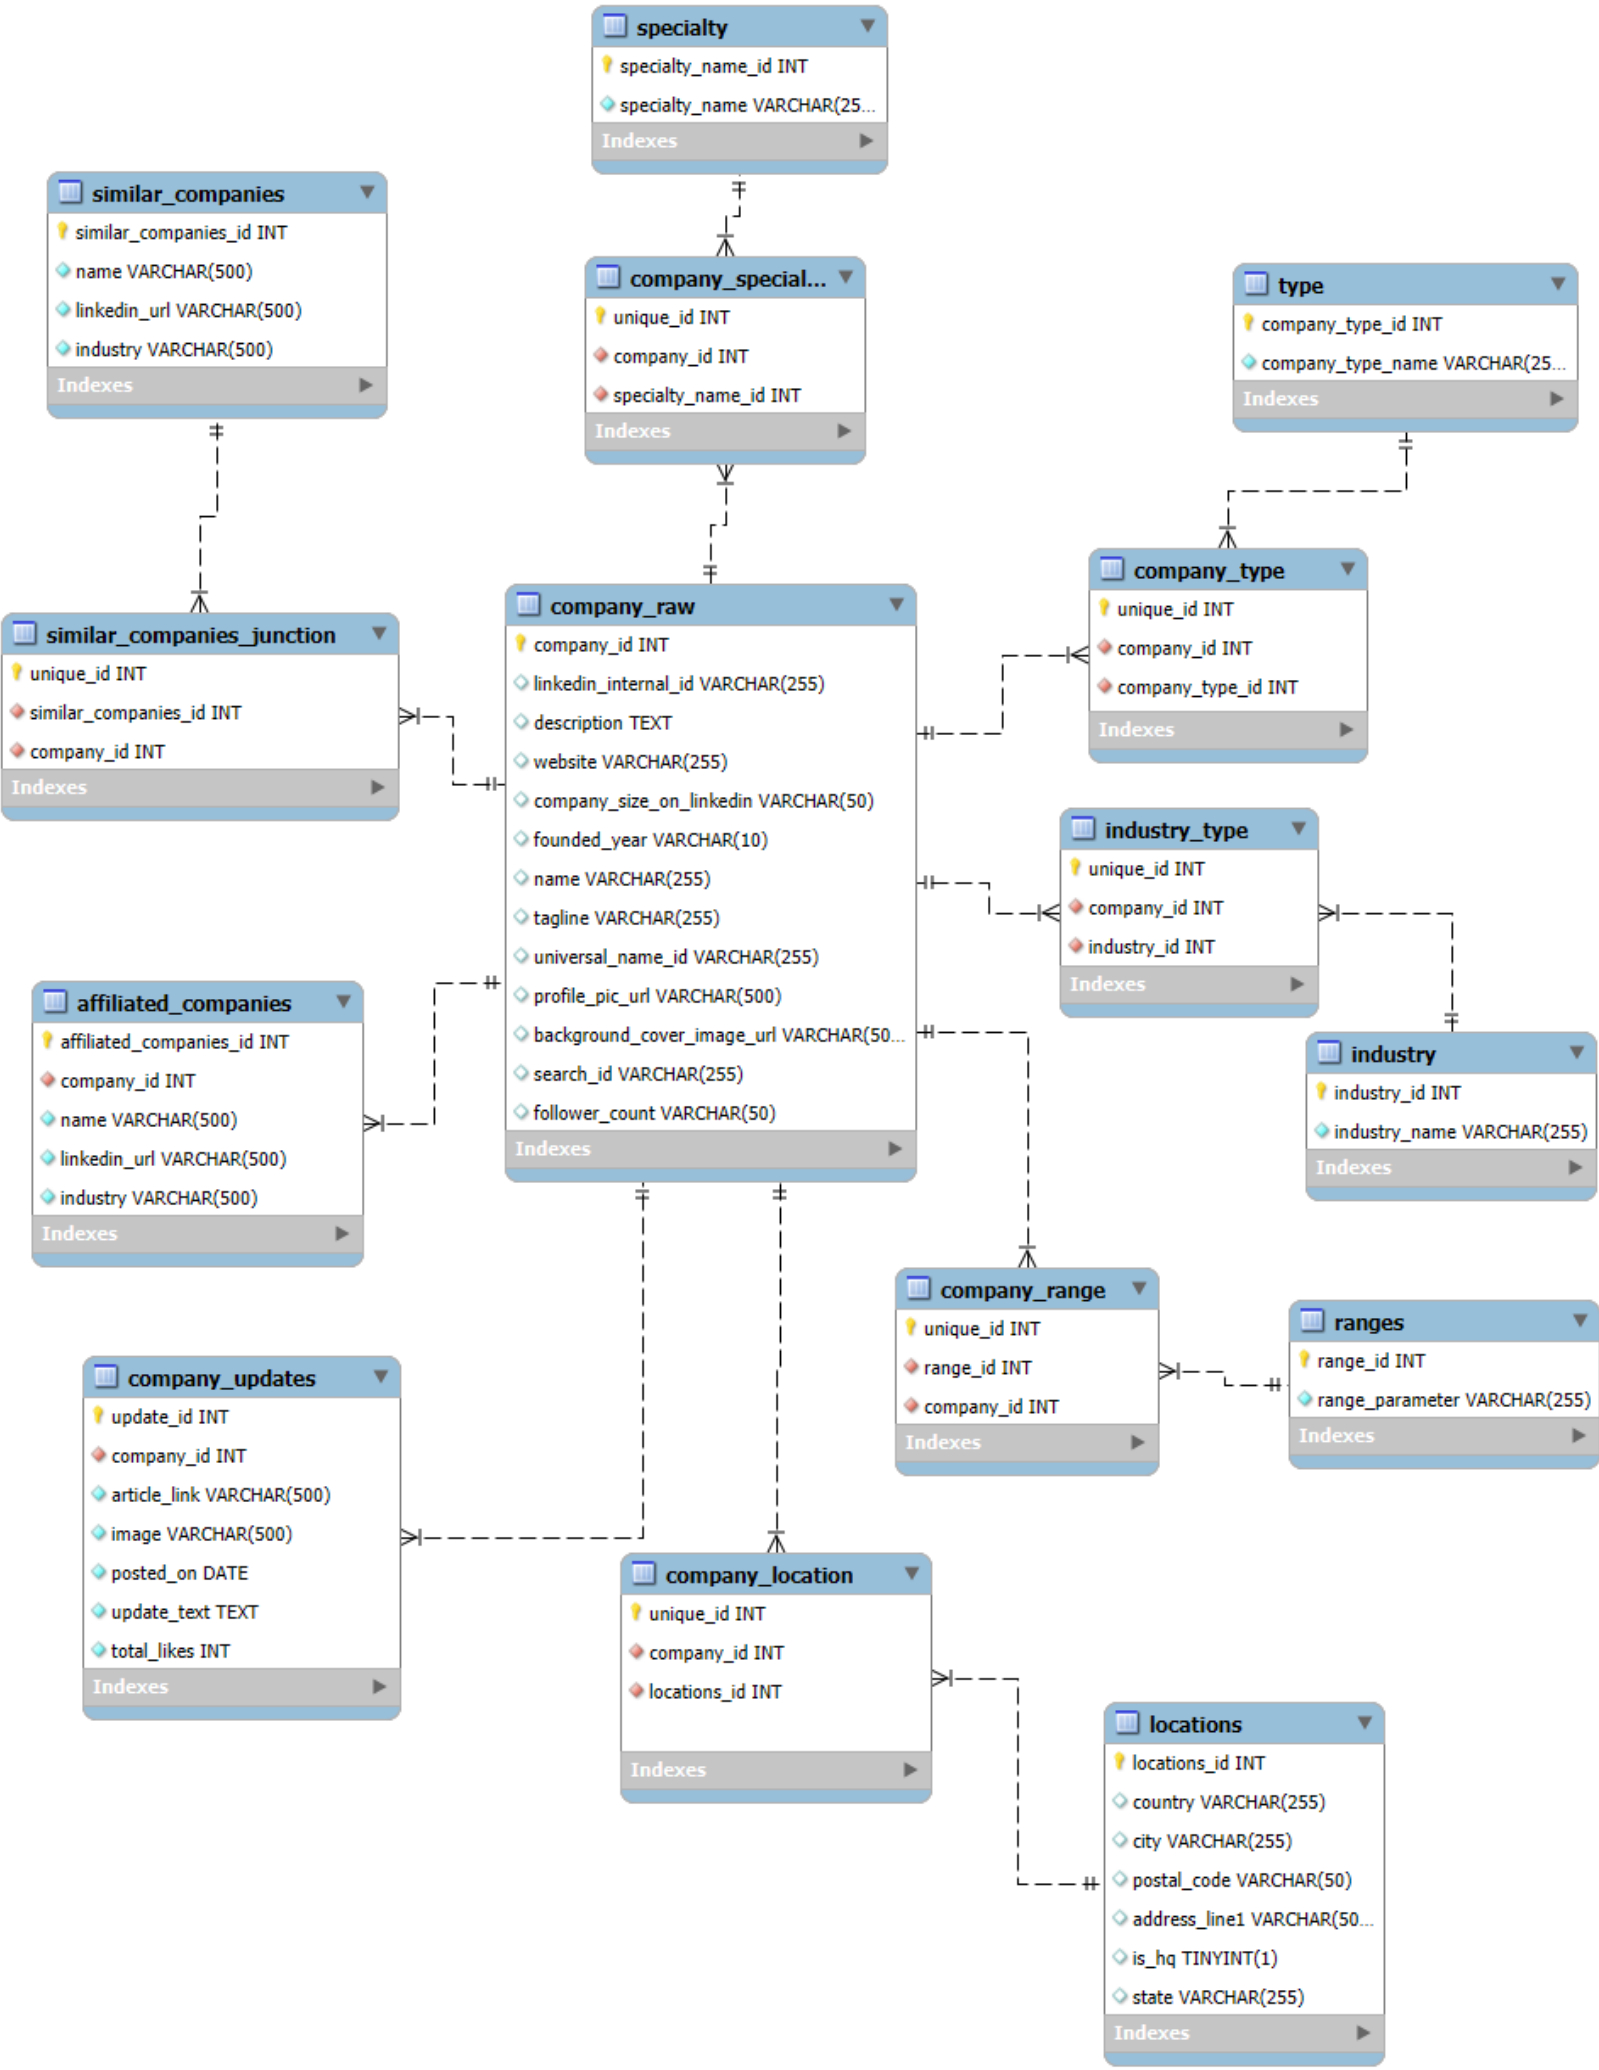 specialty
specialty_name_id INT
specialty_name VARCHAR(25...
Indexes
similar_companies
similar_companies_id INT
name VARCHAR(500)
linkedin_url VARCHAR(500)
industry VARCHAR(500)
Indexes
company_special...
unique_id INT
company_id INT
specialty_name_id INT
Indexes
type
company_type_id INT
company_type_name VARCHAR(25...
Indexes
similar_companies_junction
unique_id INT
similar_companies_id INT
company_id INT
Indexes
company_raw
company_id INT
linkedin_internal_id VARCHAR(255)
description TEXT
website VARCHAR(255)
company_size_on_linkedin VARCHAR(50)
founded_year VARCHAR(10)
name VARCHAR(255)
tagline VARCHAR(255)
universal_name_id VARCHAR(255)
profile_pic_url VARCHAR(500)
background_cover_image_url VARCHAR(50...
search_id VARCHAR(255)
follower_count VARCHAR(50)
Indexes
company_type
unique_id INT
company_id INT
company_type_id INT
Indexes
industry_type
unique_id INT
company_id INT
industry_id INT
Indexes
industry
industry_id INT
industry_name VARCHAR(255)
Indexes
affiliated_companies
affiliated_companies_id INT
company_id INT
name VARCHAR(500)
linkedin_url VARCHAR(500)
industry VARCHAR(500)
Indexes
company_range
unique_id INT
range_id INT
company_id INT
Indexes
ranges
range_id INT
range_parameter VARCHAR(255)
Indexes
company_updates
update_id INT
company_id INT
article_link VARCHAR(500)
image VARCHAR(500)
posted_on DATE
update_text TEXT
total_likes INT
Indexes
company_location
unique_id INT
company_id INT
locations_id INT
Indexes
locations
locations_id INT
country VARCHAR(255)
city VARCHAR(255)
postal_code VARCHAR(50)
address_line1 VARCHAR(50...
is_hq TINYINT(1)
state VARCHAR(255)
Indexes